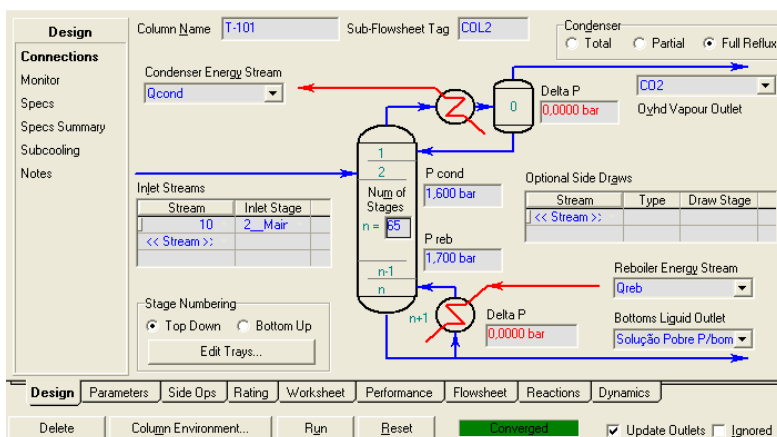 Design
Connections
Monitor
Specs
Specs Summary
Subcooling
Notes
Column Name T-101 Sub-Flowsheet Tag COL2
Condenser
Total Partial Full Reflux
Condenser Energy Stream
Qcond
0
Delta P
0,0000 bar
CO2
Ovhd Vapour Outlet
1
2
Num of
Stages
n = 65
n-1
n
n+1
P cond
1,600 bar
P reb
1,700 bar
Inlet Streams
Stream Inlet Stage
10 2__Mair
<< Stream >>
Optional Side Draws
Stream Type Draw Stage
<< Stream >>
Stage Numbering
Top Down Bottom Up
Edit Trays...
Delta P
0,0000 bar
Reboiler Energy Stream
Qreb
Bottoms Liquid Outlet
Solução Pobre P/bom
Design Parameters Side Ops Rating Worksheet Performance Flowsheet Reactions Dynamics
Delete Column Environment... Run Reset Converged Update Outlets Ignored